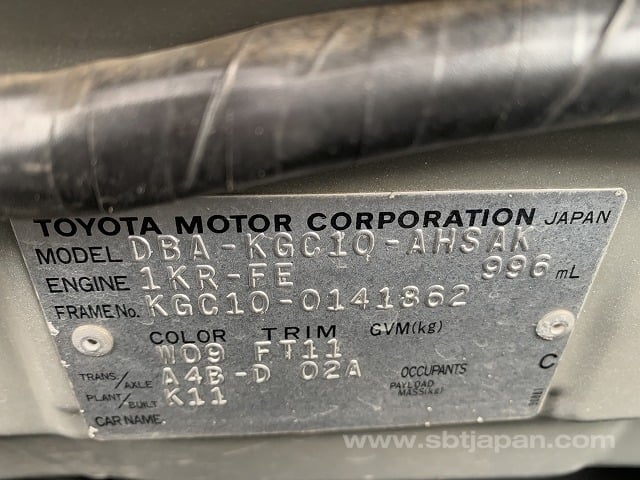 TOYOTA MOTOR CORPORATION JAPAN
MODEL DBA-KGC10-AHSAK
ENGINE 1KR-FE 996 mL
FRAME No. KGC10-0141862
COLOR TRIM GVM(kg)
W09 FT11
TRANS./AXLE A4B-D 02A OCCUPANTS
PLANT/BUILT K11 PAYLOAD MASS(kg)
CAR NAME
C
www.sbtjapan.com